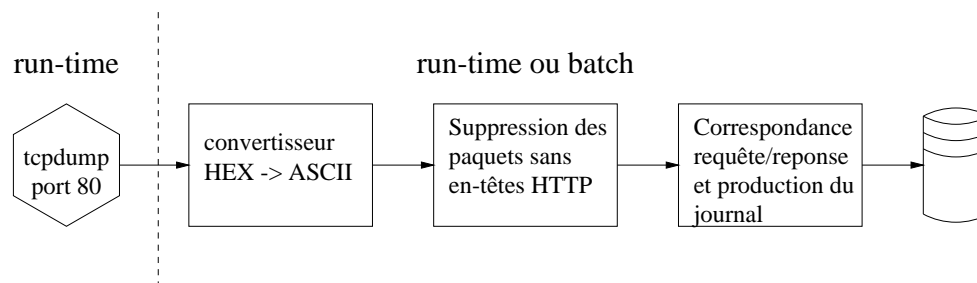 run-time
run-time ou batch
tcpdump
port 80
convertisseur
HEX -> ASCII
Suppression des
paquets sans
en-têtes HTTP
Correspondance
requête/reponse
et production du
journal